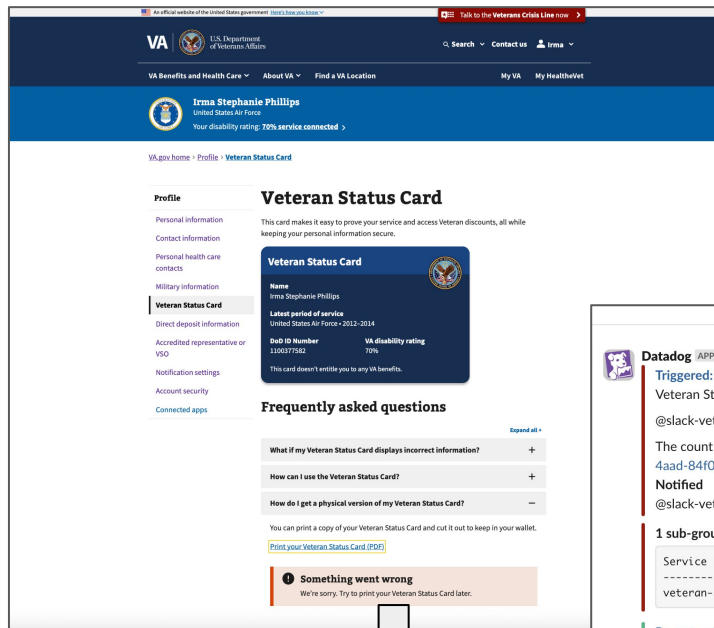 An official website of the United States government Here's how you know
Talk to the Veterans Crisis Line now
VA
U.S. Department
of Veterans Affairs
Search Contact us Irma
VA Benefits and Health Care About VA Find a VA Location My VA My HealtheVet
Irma Stephanie Phillips
United States Air Force
Your disability rating: 70% service connected >
VA.gov home > Profile > Veteran Status Card
Profile
Personal information
Contact information
Personal health care
contacts
Military information
Veteran Status Card
Direct deposit information
Accredited representative or
VSO
Notification settings
Account security
Connected apps
Veteran Status Card
This card makes it easy to prove your service and access Veteran discounts, all while
keeping your personal information secure.
Veteran Status Card
Name
Irma Stephanie Phillips
Latest period of service
United States Air Force • 2012–2014
DoD ID Number VA disability rating
1100377582 70%
This card doesn't entitle you to any VA benefits.
Frequently asked questions
Expand all +
What if my Veteran Status Card displays incorrect information? +
How can I use the Veteran Status Card? +
How do I get a physical version of my Veteran Status Card? −
You can print a copy of your Veteran Status Card and cut it out to keep in your wallet.
Print your Veteran Status Card (PDF)
Something went wrong
We're sorry. Try to print your Veteran Status Card later.
Datadog APP
Triggered:
Veteran St
@slack-vet
The count
4aad-84f0
Notified
@slack-vet
1 sub-grou
Service
--------
veteran-